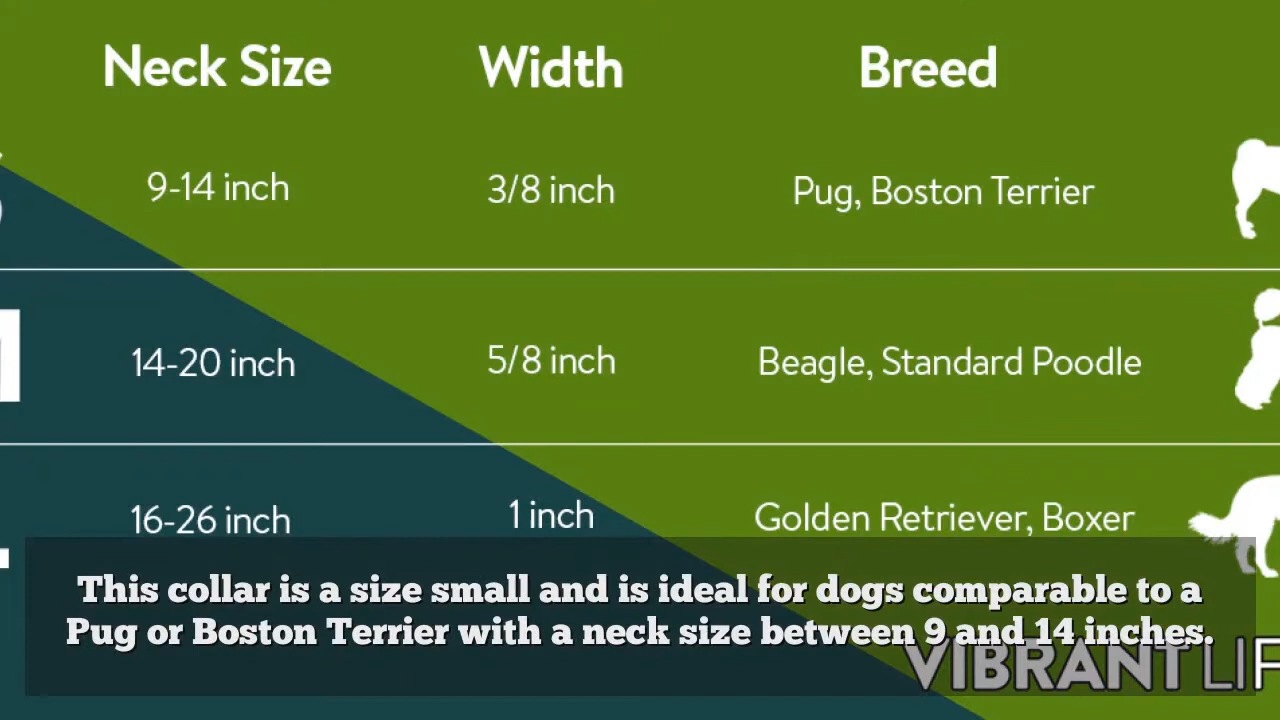 Neck Size Width Breed
9-14 inch 3/8 inch Pug, Boston Terrier
14-20 inch 5/8 inch Beagle, Standard Poodle
16-26 inch 1 inch Golden Retriever, Boxer
This collar is a size small and is ideal for dogs comparable to a
Pug or Boston Terrier with a neck size between 9 and 14 inches.
VIBRANT